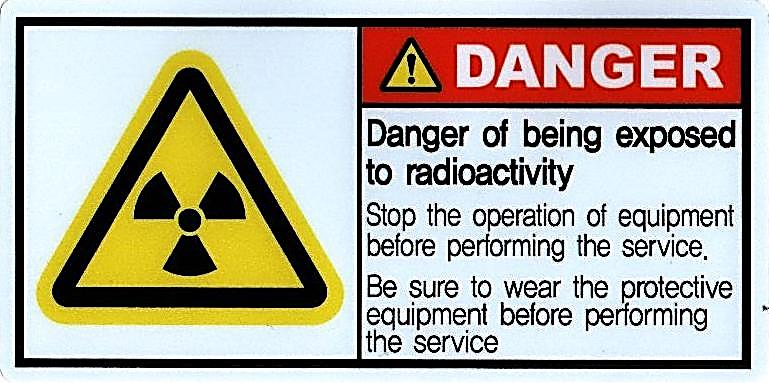 DANGER
Danger of being exposed
to radioactivity
Stop the operation of equipment
before performing the service.
Be sure to wear the protective
equipment before performing
the service